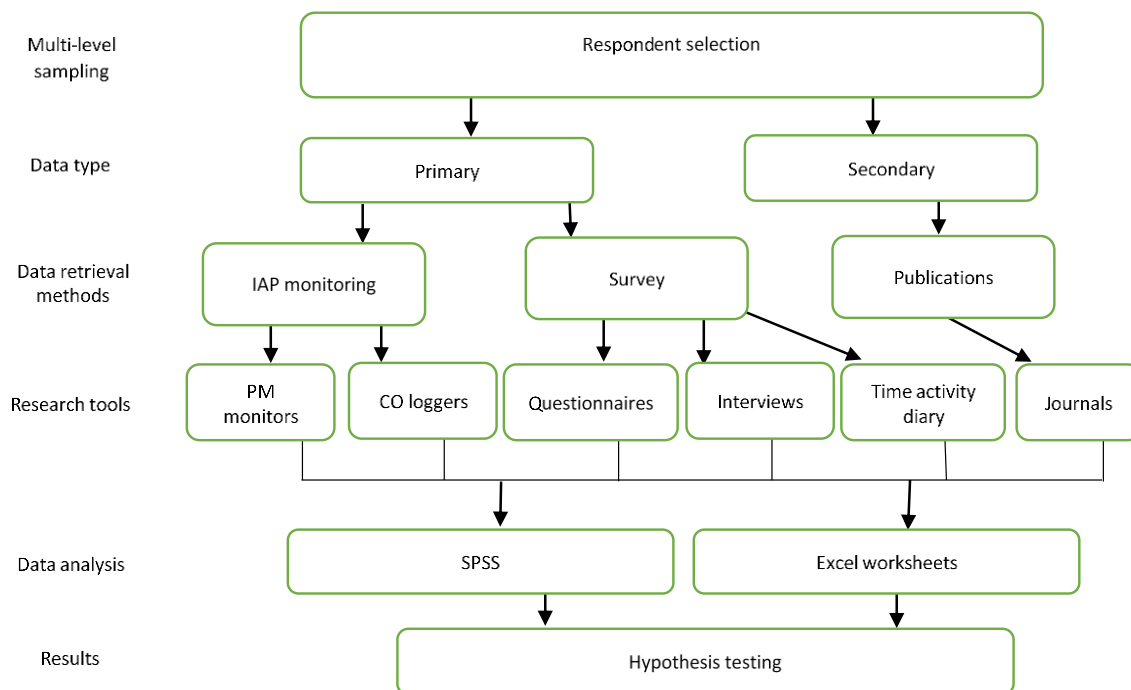 Multi-level
sampling
Respondent selection
Data type
Primary
Secondary
Data retrieval
methods
IAP monitoring
Survey
Publications
Research tools
PM
monitors
CO loggers
Questionnaires
Interviews
Time activity
diary
Journals
Data analysis
SPSS
Excel worksheets
Results
Hypothesis testing